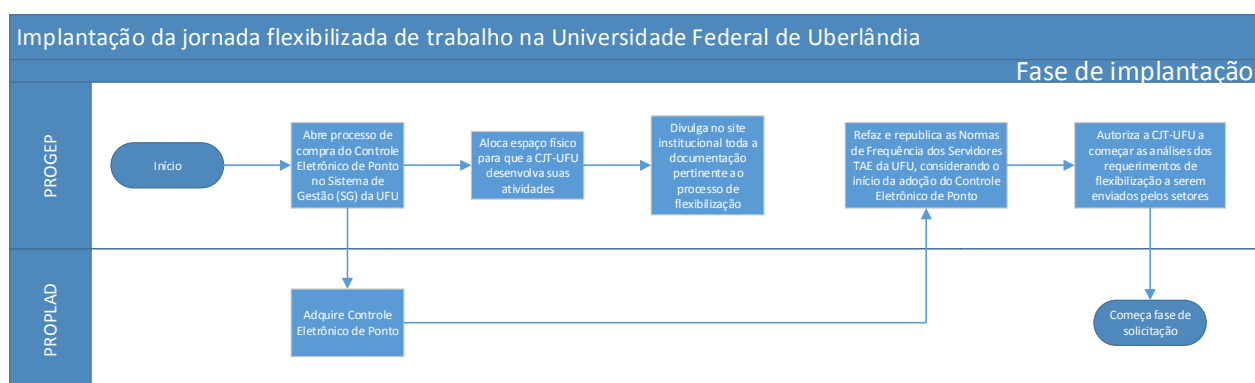 Implantação da jornada flexibilizada de trabalho na Universidade Federal de Uberlândia
Fase de implantação
PROGEP
Início
Abre processo de
compra do Controle
Eletrônico de Ponto
no Sistema de
Gestão (SG) da UFU
Aloca espaço físico
para que a CJT-UFU
desenvolva suas
atividades
Divulga no site
institucional toda a
documentação
pertinente ao
processo de
flexibilização
Refaz e republica as Normas
de Frequência dos Servidores
TAE da UFU, considerando o
início da adoção do Controle
Eletrônico de Ponto
Autoriza a CJT-UFU a
começar as análises dos
requerimentos de
flexibilização a serem
enviados pelos setores
PROPLAD
Adquire Controle
Eletrônico de Ponto
Começa fase de
solicitação